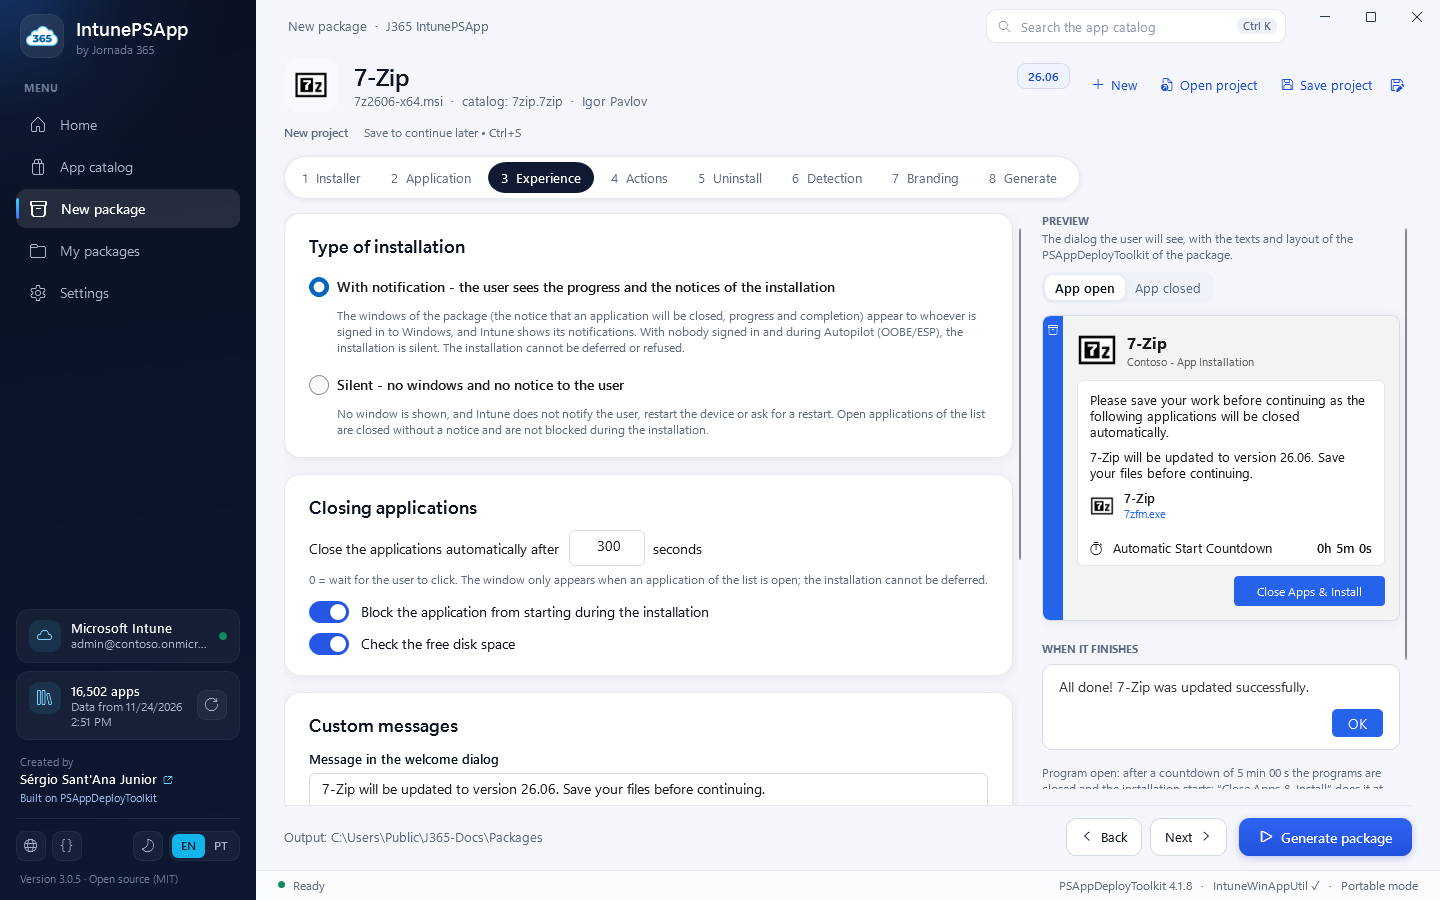 365
IntunePSApp
by Jornada 365
MENU
Home
App catalog
New package
My packages
Settings
Microsoft Intune
admin@contoso.onmicr...
16,502 apps
Data from 11/24/2026
2:51 PM
Created by
Sérgio Sant'Ana Junior
Built on PSAppDeployToolkit
{}
EN PT
Version 3.0.5 · Open source (MIT)
New package · J365 IntunePSApp
Search the app catalog Ctrl K
7z
7-Zip
7z2606-x64.msi · catalog: 7zip.7zip · Igor Pavlov
26.06
New
Open project
Save project
New project Save to continue later • Ctrl+S
1 Installer
2 Application
3 Experience
4 Actions
5 Uninstall
6 Detection
7 Branding
8 Generate
Type of installation
With notification - the user sees the progress and the notices of the installation
The windows of the package (the notice that an application will be closed, progress and completion) appear to whoever is
signed in to Windows, and Intune shows its notifications. With nobody signed in and during Autopilot (OOBE/ESP), the
installation is silent. The installation cannot be deferred or refused.
Silent - no windows and no notice to the user
No window is shown, and Intune does not notify the user, restart the device or ask for a restart. Open applications of the list
are closed without a notice and are not blocked during the installation.
Closing applications
Close the applications automatically after 300 seconds
0 = wait for the user to click. The window only appears when an application of the list is open; the installation cannot be deferred.
Block the application from starting during the installation
Check the free disk space
Custom messages
Message in the welcome dialog
7-Zip will be updated to version 26.06. Save your files before continuing.
PREVIEW
The dialog the user will see, with the texts and layout of the
PSAppDeployToolkit of the package.
App open App closed
7z
7-Zip
Contoso - App Installation
Please save your work before continuing as the
following applications will be closed
automatically.
7-Zip will be updated to version 26.06. Save
your files before continuing.
7z
7-Zip
7zfm.exe
Automatic Start Countdown 0h 5m 0s
Close Apps & Install
WHEN IT FINISHES
All done! 7-Zip was updated successfully.
OK
Program open: after a countdown of 5 min 00 s the programs are
closed and the installation starts; “Close Apps & Install” does it at
Output: C:\Users\Public\J365-Docs\Packages
Back
Next
Generate package
Ready
PSAppDeployToolkit 4.1.8 · IntuneWinAppUtil ✓ · Portable mode